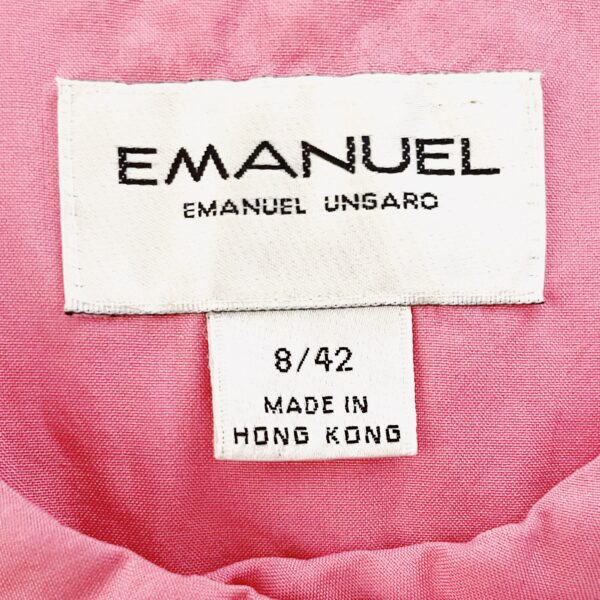 EMANUEL
EMANUEL UNGARO
8/42
MADE IN
HONG KONG